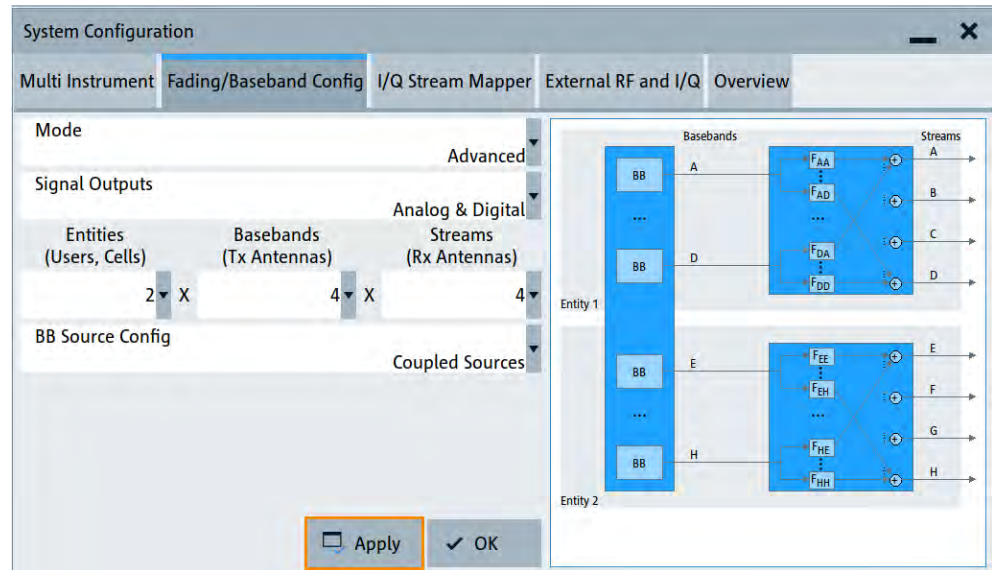 System Configuration
Multi Instrument Fading/Baseband Config I/Q Stream Mapper External RF and I/Q Overview
Mode
Advanced
Signal Outputs
Analog & Digital
Entities (Users, Cells)
Basebands (Tx Antennas)
Streams (Rx Antennas)
2 X 4 X 4
BB Source Config
Coupled Sources
Apply OK
Basebands Streams
BB A FAA A
FAD B
... ... C
BB D FDA
FDD D
Entity 1
BB E FEE E
FEH F
... ... G
BB H FHE
FHH H
Entity 2